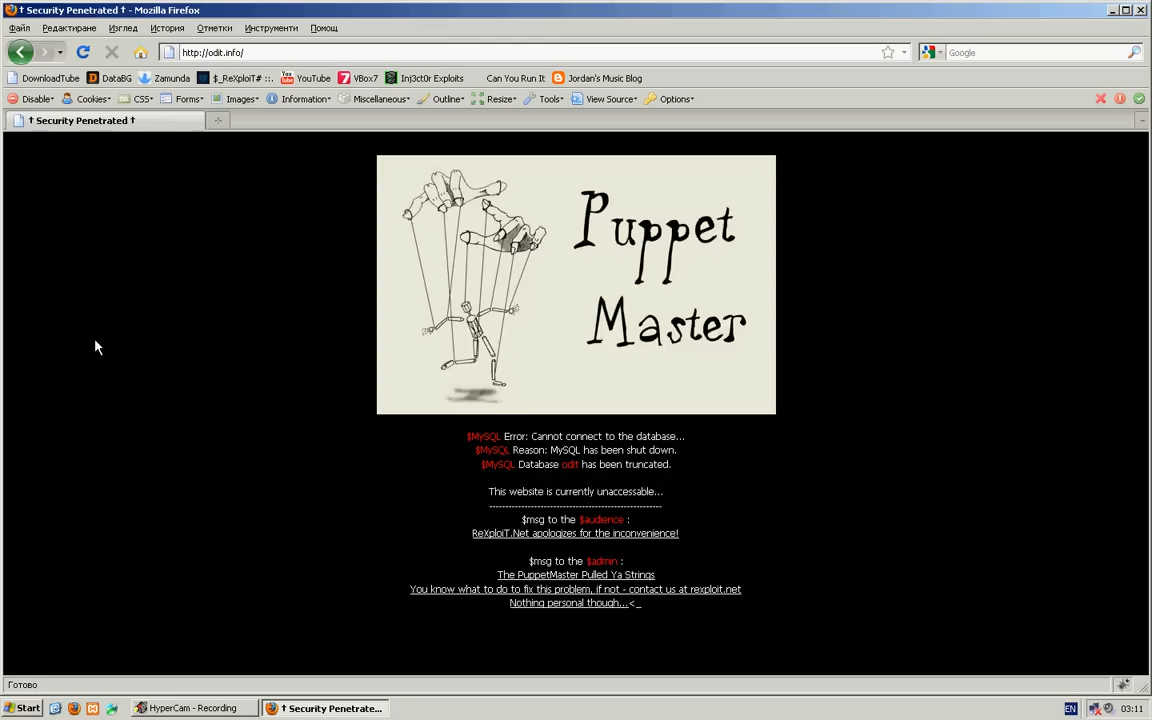 † Security Penetrated † - Mozilla Firefox
Файл Редактиране Изглед История Отметки Инструменти Помощ
http://odit.info/ Google
DownloadTube DataBG Zamunda $_ReXploiT# ::. YouTube VBox7 Inj3ct0r Exploits Can You Run It Jordan's Music Blog
Disable Cookies CSS Forms Images Information Miscellaneous Outline Resize Tools View Source Options
† Security Penetrated †
Puppet
Master
$MySQL Error: Cannot connect to the database...
$MySQL Reason: MySQL has been shut down.
$MySQL Database odit has been truncated.
This website is currently unaccessable...
----------------------------------------------------
$msg to the $audience :
ReXploiT.Net apologizes for the inconvenience!
$msg to the $admin :
The PuppetMaster Pulled Ya Strings
You know what to do to fix this problem, if not - contact us at rexploit.net
Nothing personal though...<_
Готово
Start HyperCam - Recording † Security Penetrate... EN 03:11